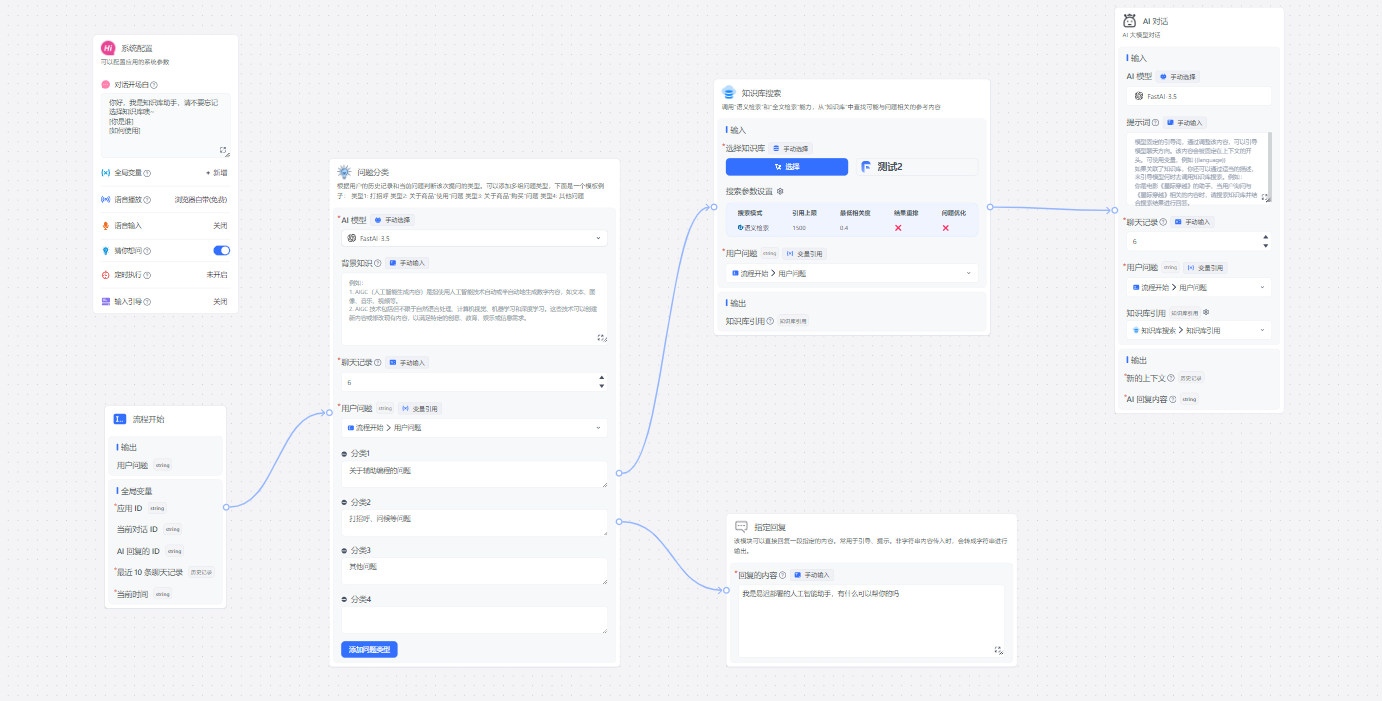 系统配置
可以配置应用的系统参数
对话开场白
你好，我是知识库助手，请不要忘记
选择知识库噢~
[你是谁]
[如何使用]
全局变量
+ 新增
语音播放
浏览器自带(免费)
语音输入
关闭
猜你想问
定时执行
未开启
输入引导
关闭
流程开始
输出
用户问题 string
全局变量
*应用 ID string
当前对话 ID string
AI 回复的 ID string
*最近 10 条聊天记录 历史记录
*当前时间 string
问题分类
根据用户的历史记录和当前问题判断该次提问的类型。可以添加多组问题类型，下面是一个模板例
子： 类型1: 打招呼 类型2: 关于商品"使用"问题 类型3: 关于商品"购买"问题 类型4: 其他问题
*AI 模型 手动选择
FastAI-3.5
背景知识 手动输入
例如:
1. AIGC（人工智能生成内容）是指使用人工智能技术自动或半自动地生成数字内容，如文本、图
像、音乐、视频等。
2. AIGC 技术包括但不限于自然语言处理、计算机视觉、机器学习和深度学习。这些技术可以创建
新内容或修改现有内容，以满足特定的创意、教育、娱乐或信息需求。
*聊天记录 手动输入
6
*用户问题 string 变量引用
流程开始 > 用户问题
分类1
关于辅助编程的问题
分类2
打招呼、问候等问题
分类3
其他问题
分类4
添加问题类型
知识库搜索
调用"语义检索"和"全文检索"能力，从"知识库"中查找可能与问题相关的参考内容
输入
*选择知识库 手动选择
选择
测试2
搜索参数设置
搜索模式 引用上限 最低相关度 结果重排 问题优化
语义检索 1500 0.4
*用户问题 string 变量引用
流程开始 > 用户问题
输出
知识库引用 知识库引用
指定回复
该模块可以直接回复一段指定的内容。常用于引导、提示。非字符串内容传入时，会转成字符串进行
输出。
*回复的内容 手动输入
我是易迟部署的人工智能助手，有什么可以帮你的吗
AI 对话
AI 大模型对话
输入
AI 模型 手动选择
FastAI-3.5
提示词 手动输入
模型固定的引导词，通过调整该内容，可以引导
模型聊天方向。该内容会被固定在上下文的开
头。可使用变量，例如 {{language}}
如果关联了知识库，你还可以通过适当的描述，
来引导模型何时去调用知识库搜索。例如:
你是电影《星际穿越》的助手，当用户询问与
《星际穿越》相关的内容时，请搜索知识库并结
合搜索结果进行回答。
*聊天记录 手动输入
6
*用户问题 string 变量引用
流程开始 > 用户问题
知识库引用 知识库引用
知识库搜索 > 知识库引用
输出
*新的上下文 历史记录
*AI 回复内容 string